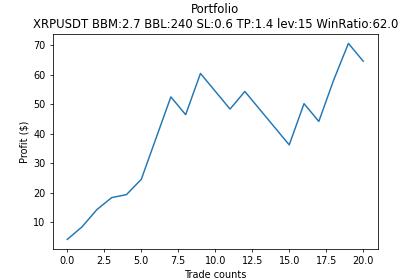 Portfolio
XRPUSDT BBM:2.7 BBL:240 SL:0.6 TP:1.4 lev:15 WinRatio:62.0
70
60
50
40
30
20
10
Profit ($)
0.0 2.5 5.0 7.5 10.0 12.5 15.0 17.5 20.0
Trade counts